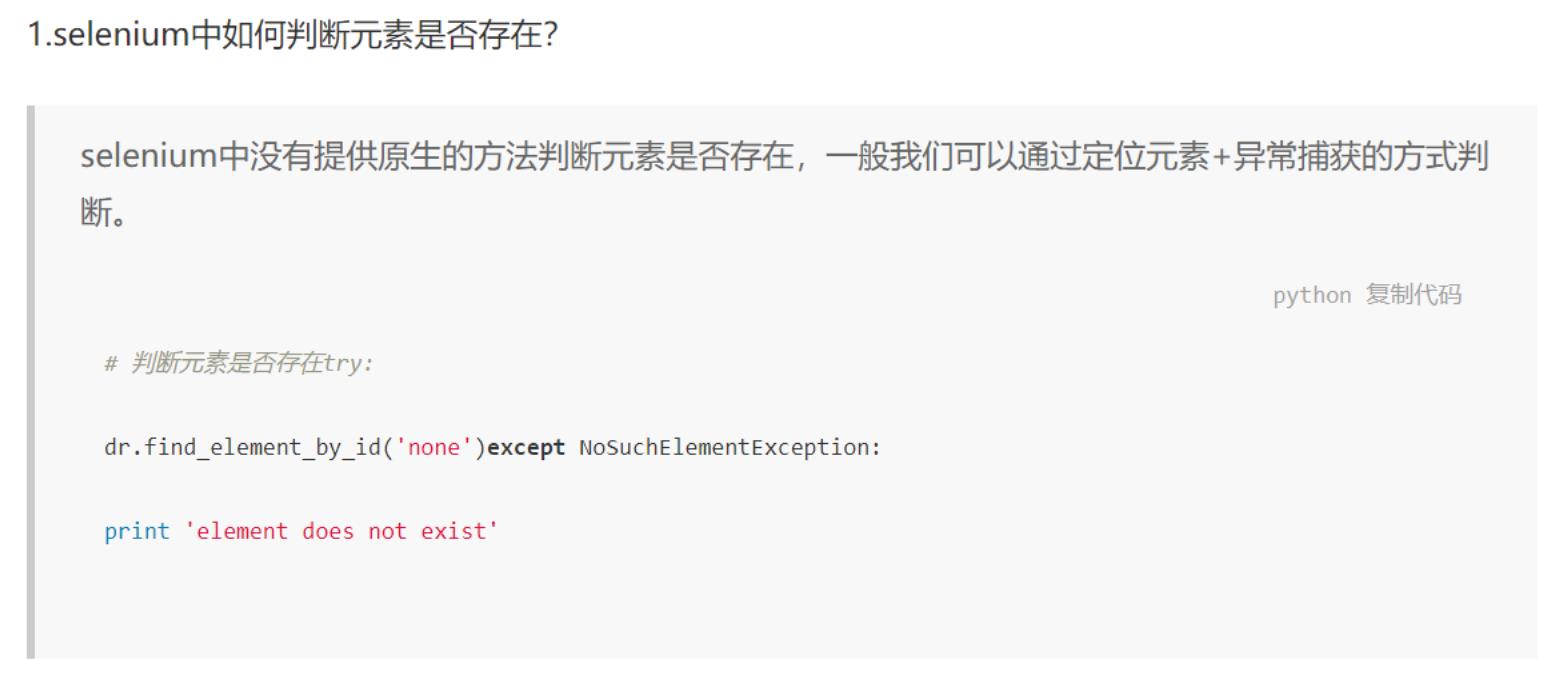 1.selenium中如何判断元素是否存在?
selenium中没有提供原生的方法判断元素是否存在，一般我们可以通过定位元素+异常捕获的方式判
断。
python 复制代码
# 判断元素是否存在try:
dr.find_element_by_id('none')except NoSuchElementException:
print 'element does not exist'